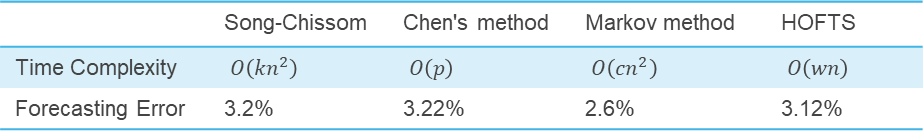 Song-Chissom Chen's method Markov method HOFTS
Time Complexity O(kn²) O(p) O(cn²) O(wn)
Forecasting Error 3.2% 3.22% 2.6% 3.12%